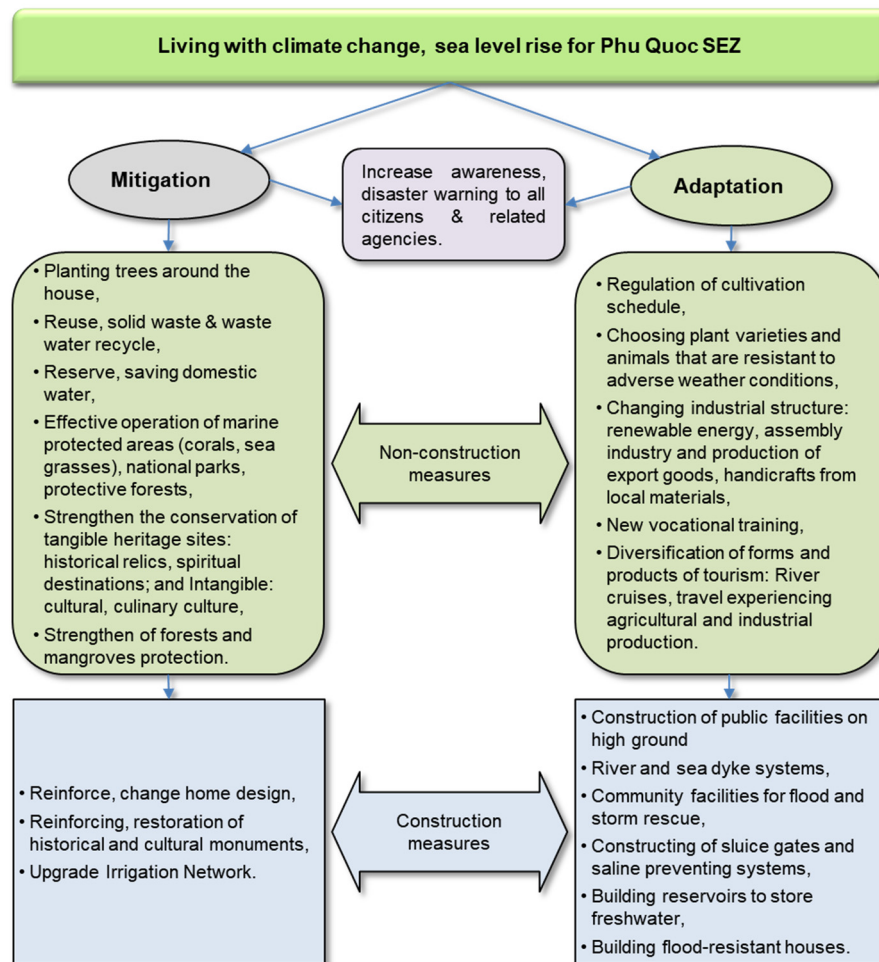 Living with climate change, sea level rise for Phu Quoc SEZ
Mitigation
Increase awareness,
disaster warning to all
citizens & related
agencies.
Adaptation
• Planting trees around the
house,
• Reuse, solid waste & waste
water recycle,
• Reserve, saving domestic
water,
• Effective operation of marine
protected areas (corals, sea
grasses), national parks,
protective forests,
• Strengthen the conservation of
tangible heritage sites:
historical relics, spiritual
destinations; and Intangible:
cultural, culinary culture,
• Strengthen of forests and
mangroves protection.
Non-construction
measures
• Regulation of cultivation
schedule,
• Choosing plant varieties and
animals that are resistant to
adverse weather conditions,
• Changing industrial structure:
renewable energy, assembly
industry and production of
export goods, handicrafts from
local materials,
• New vocational training,
• Diversification of forms and
products of tourism: River
cruises, travel experiencing
agricultural and industrial
production.
• Reinforce, change home design,
• Reinforcing, restoration of
historical and cultural monuments,
• Upgrade Irrigation Network.
Construction
measures
• Construction of public facilities on
high ground
• River and sea dyke systems,
• Community facilities for flood and
storm rescue,
• Constructing of sluice gates and
saline preventing systems,
• Building reservoirs to store
freshwater,
• Building flood-resistant houses.